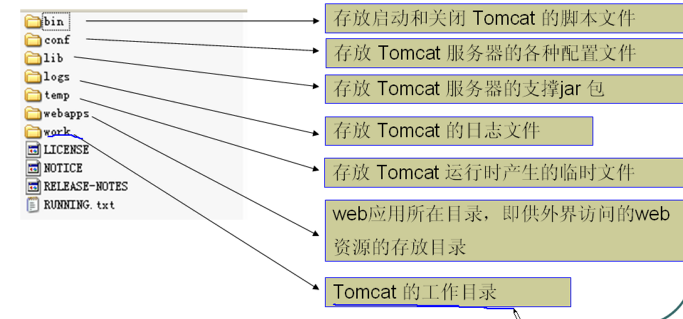 bin
存放启动和关闭 Tomcat 的脚本文件
conf
存放 Tomcat 服务器的各种配置文件
lib
存放 Tomcat 服务器的支撑jar 包
logs
存放 Tomcat 的日志文件
temp
存放 Tomcat 运行时产生的临时文件
webapps
web应用所在目录，即供外界访问的web
资源的存放目录
work
Tomcat 的工作目录
LICENSE
NOTICE
RELEASE-NOTES
RUNNING.txt